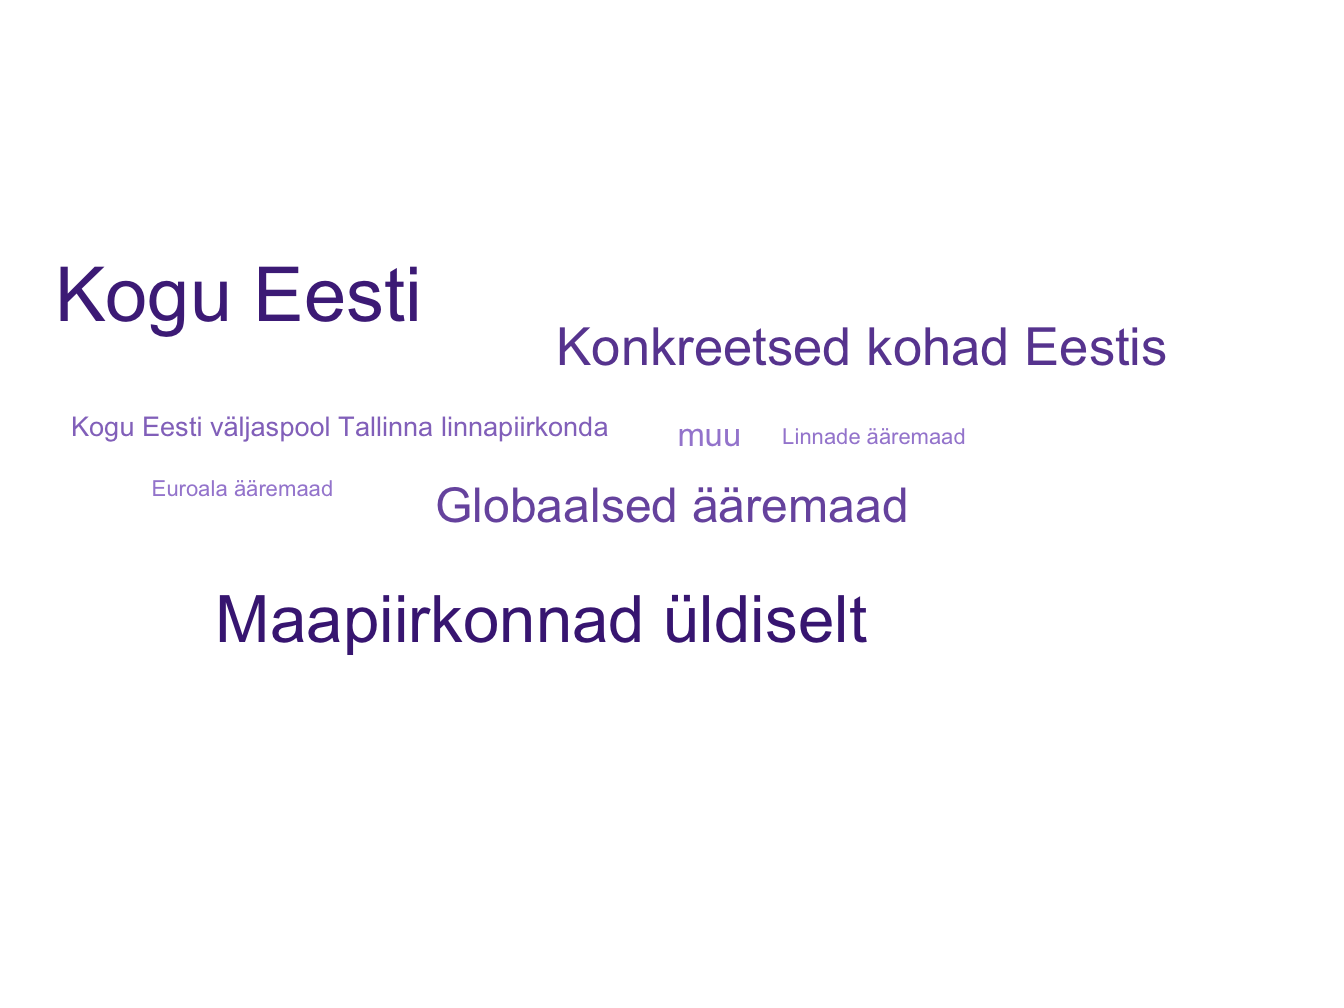 Kogu Eesti
Konkreetsed kohad Eestis
Kogu Eesti väljaspool Tallinna linnapiirkonda
muu
Linnade ääremaad
Euroala ääremaad
Globaalsed ääremaad
Maapiirkonnad üldiselt